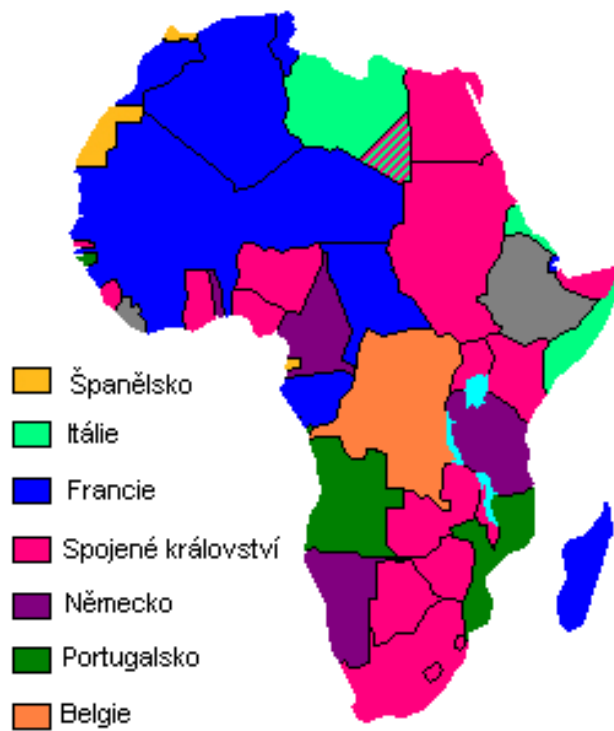 Španělsko
Itálie
Francie
Spojené království
Německo
Portugalsko
Belgie